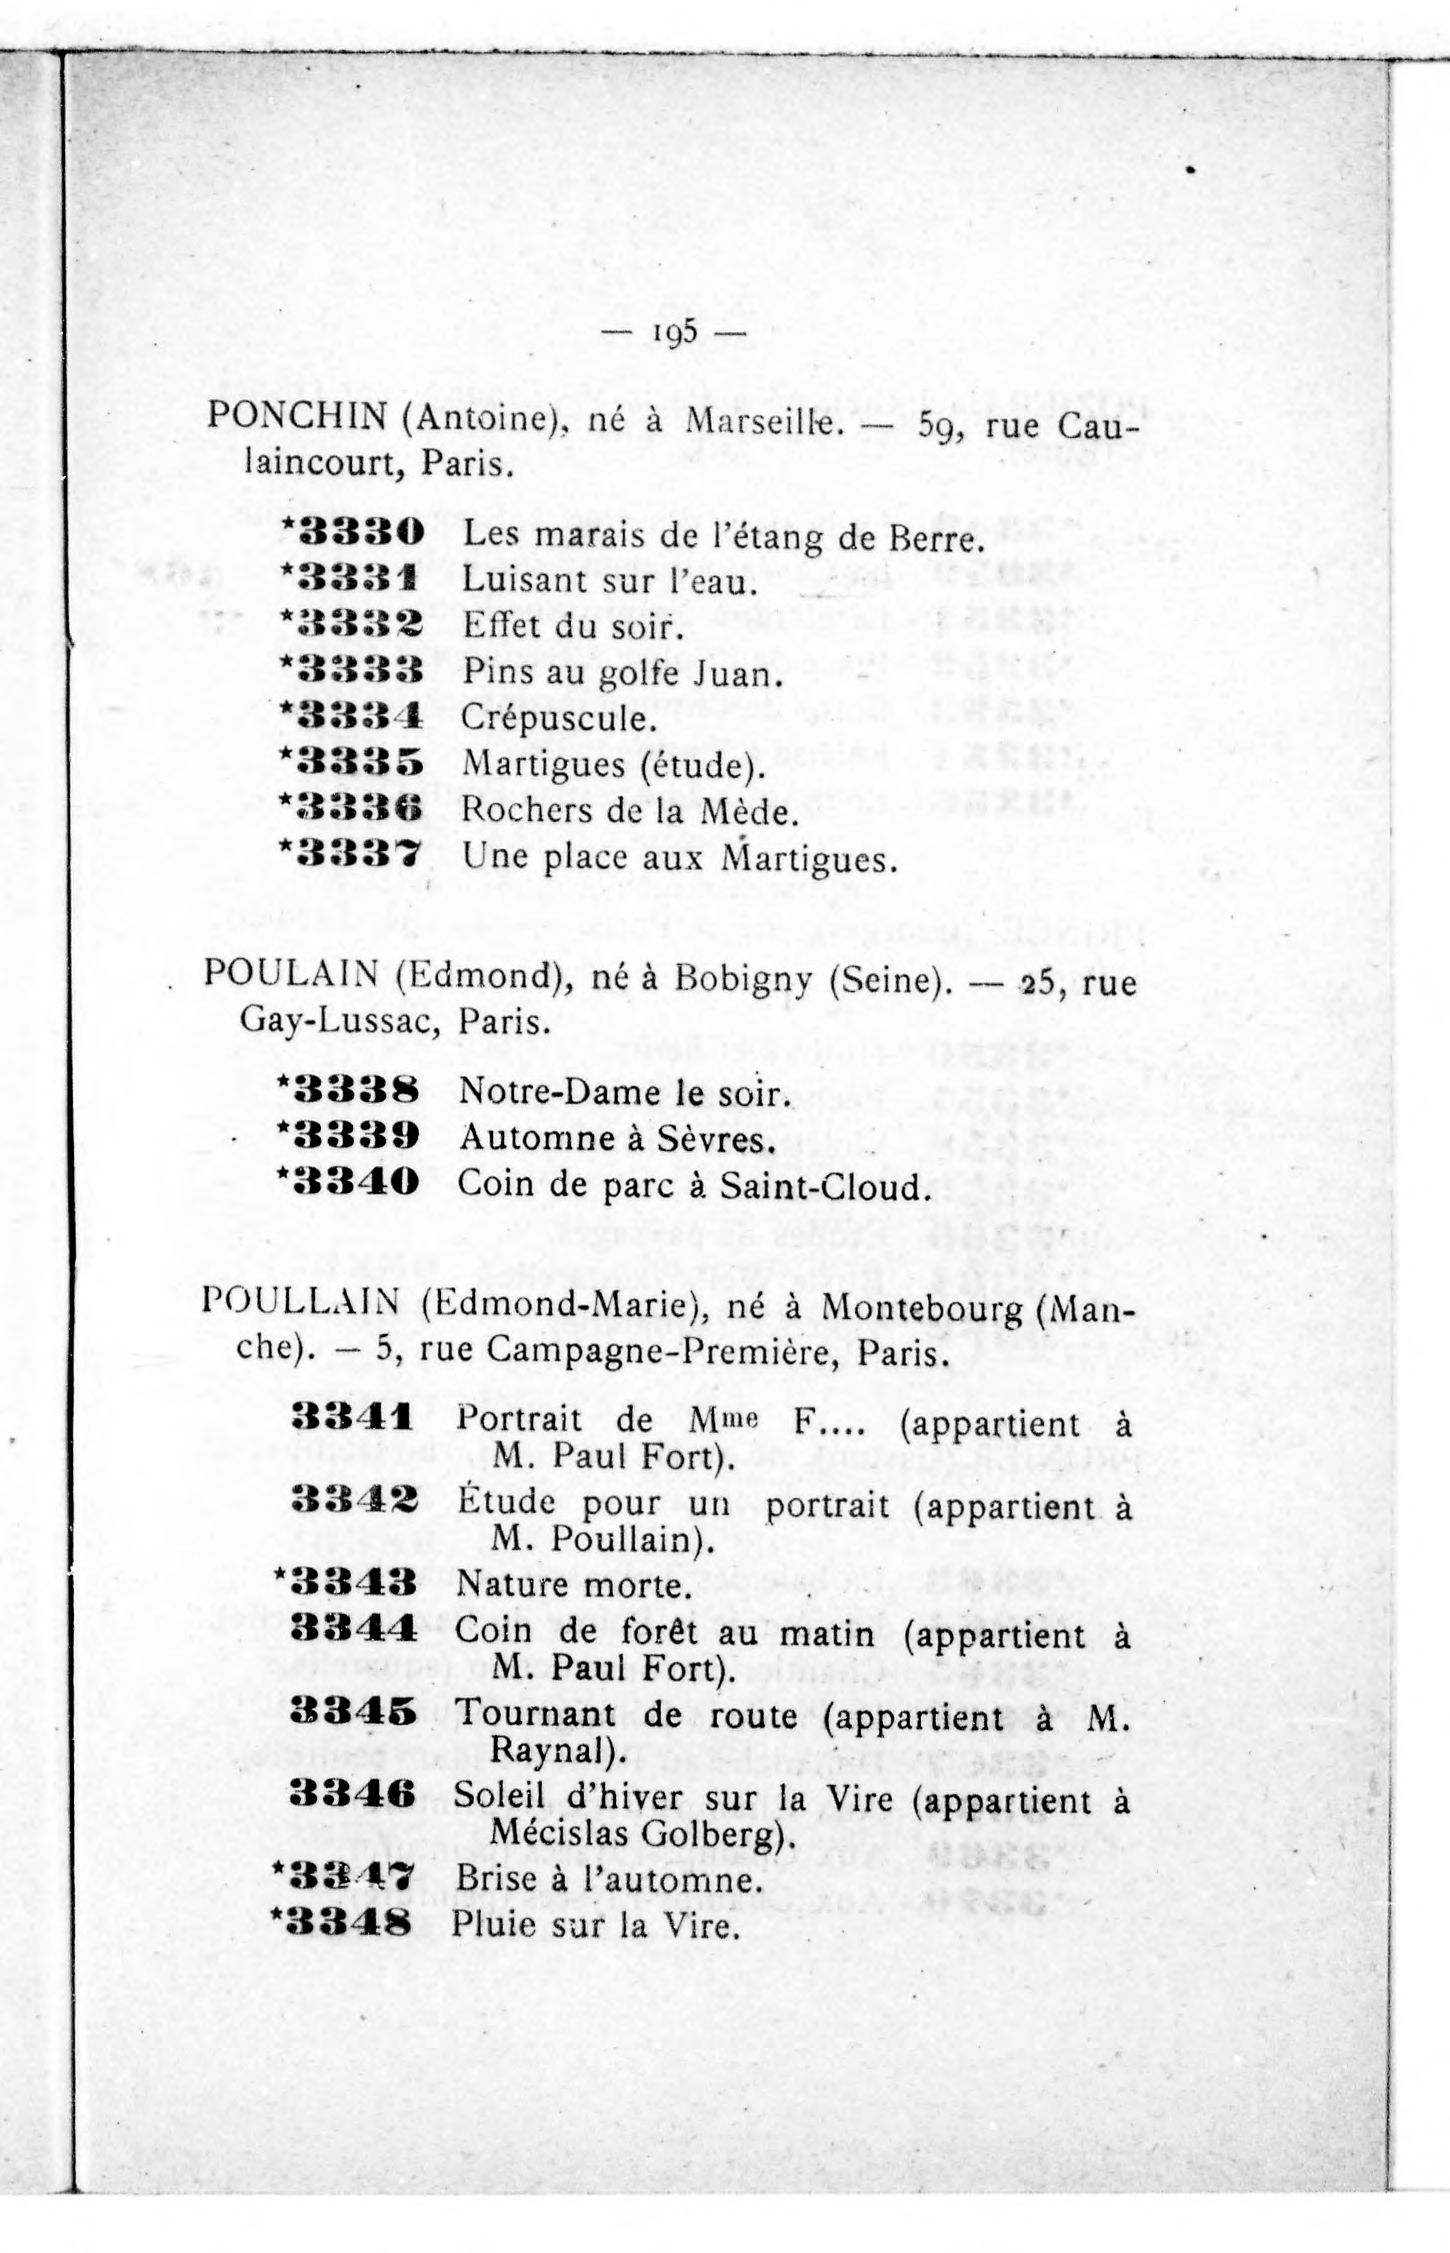 — 195 —
PONCHIN (Antoine), né à Marseille. — 59, rue Cau-
laincourt, Paris.
*3330 Les marais de l'étang de Berre.
*3331 Luisant sur l'eau.
*3332 Effet du soir.
*3333 Pins au golfe Juan.
*3334 Crépuscule.
*3335 Martigues (étude).
*3336 Rochers de la Mède.
*3337 Une place aux Martigues.
POULAIN (Edmond), né à Bobigny (Seine). — 25, rue
Gay-Lussac, Paris.
*3338 Notre-Dame le soir.
*3339 Automne à Sèvres.
*3340 Coin de parc à Saint-Cloud.
POULLAIN (Edmond-Marie), né à Montebourg (Man-
che). — 5, rue Campagne-Première, Paris.
3341 Portrait de Mme F.... (appartient à
M. Paul Fort).
3342 Étude pour un portrait (appartient à
M. Poullain).
*3343 Nature morte.
3344 Coin de forêt au matin (appartient à
M. Paul Fort).
3345 Tournant de route (appartient à M.
Raynal).
3346 Soleil d'hiver sur la Vire (appartient à
Mécislas Golberg).
*3347 Brise à l'automne.
*3348 Pluie sur la Vire.